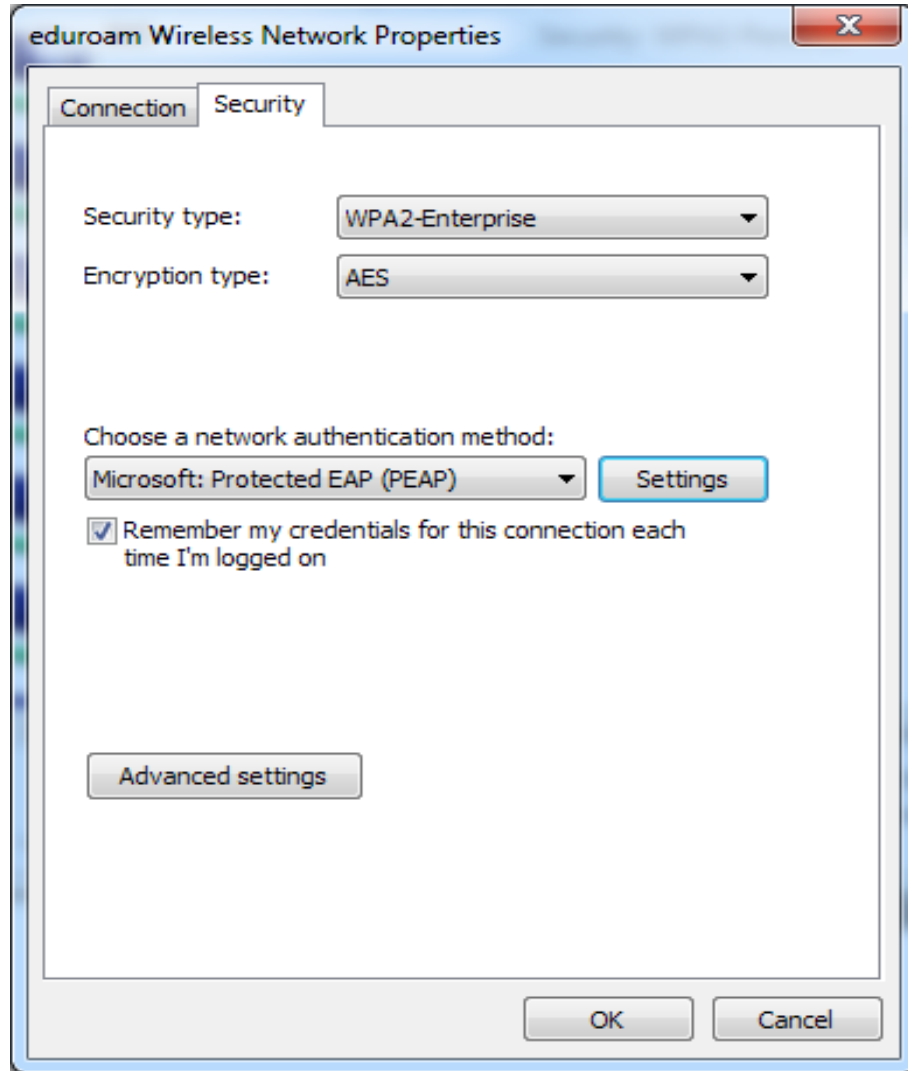 eduroam Wireless Network Properties
Connection
Security
Security type:
WPA2-Enterprise
Encryption type:
AES
Choose a network authentication method:
Microsoft: Protected EAP (PEAP)
Settings
Remember my credentials for this connection each
time I'm logged on
Advanced settings
OK
Cancel